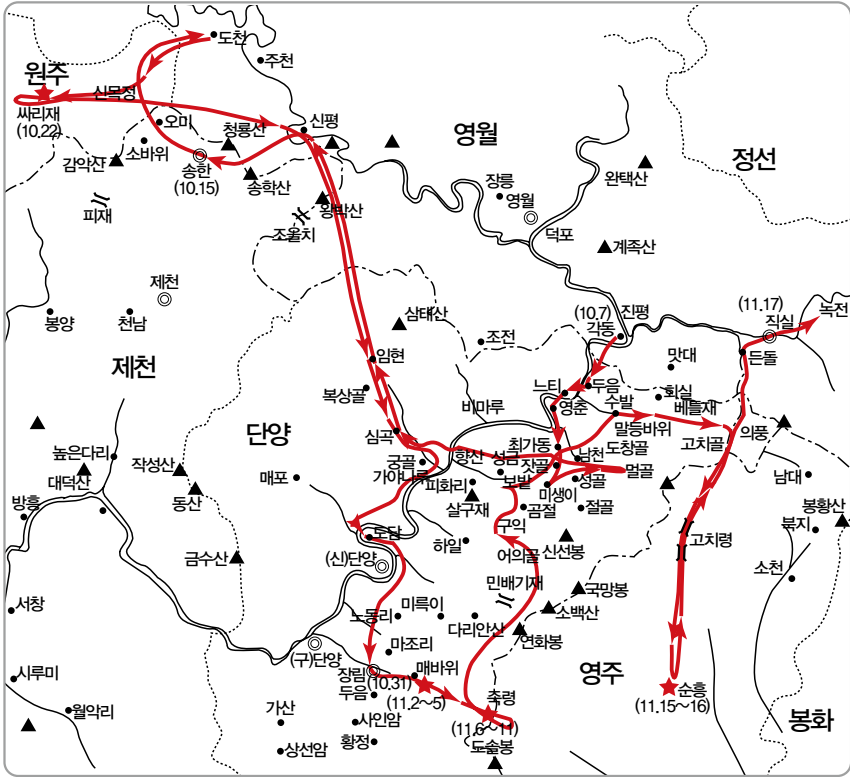 도천
주천
원주
신목정
싸리재
(10.22)
오미
신평
청룡산
영월
소바위
감악산
송한
(10.15)
송학산
정선
완택산
장릉
영월
피재
왕박산
조을치
덕포
계족산
제천
(11.17)
직실
녹전
봉양
천남
삼태산
(10.7)
진평
각동
조전
든돌
임현
맛대
제천
느티
두음
회실
복상골
비마루
영춘
수발
베틀재
단양
심곡
말등바위
의풍
높은다리
최가동
도창골
고치골
대덕산
작성산
궁골
향선
성금
남천
매포
가야나루
잣골
멀골
피화리
보발
성골
남대
동산
미생이
방흥
살구재
곰절
절골
봉황산
구익
고치령
북지
도담
하일
어의골
신선봉
금수산
(신)단양
민배기재
국망봉
소천
서창
미륵이
소백산
노동리
다리안산
연화봉
(구)단양
마조리
영주
시루미
장림
(10.31)
매바위
순흥
두음
(11.2~5)
축령
(11.15~16)
월악리
가산
사인암
(11.6~11)
봉화
황정
도솔봉
상선암